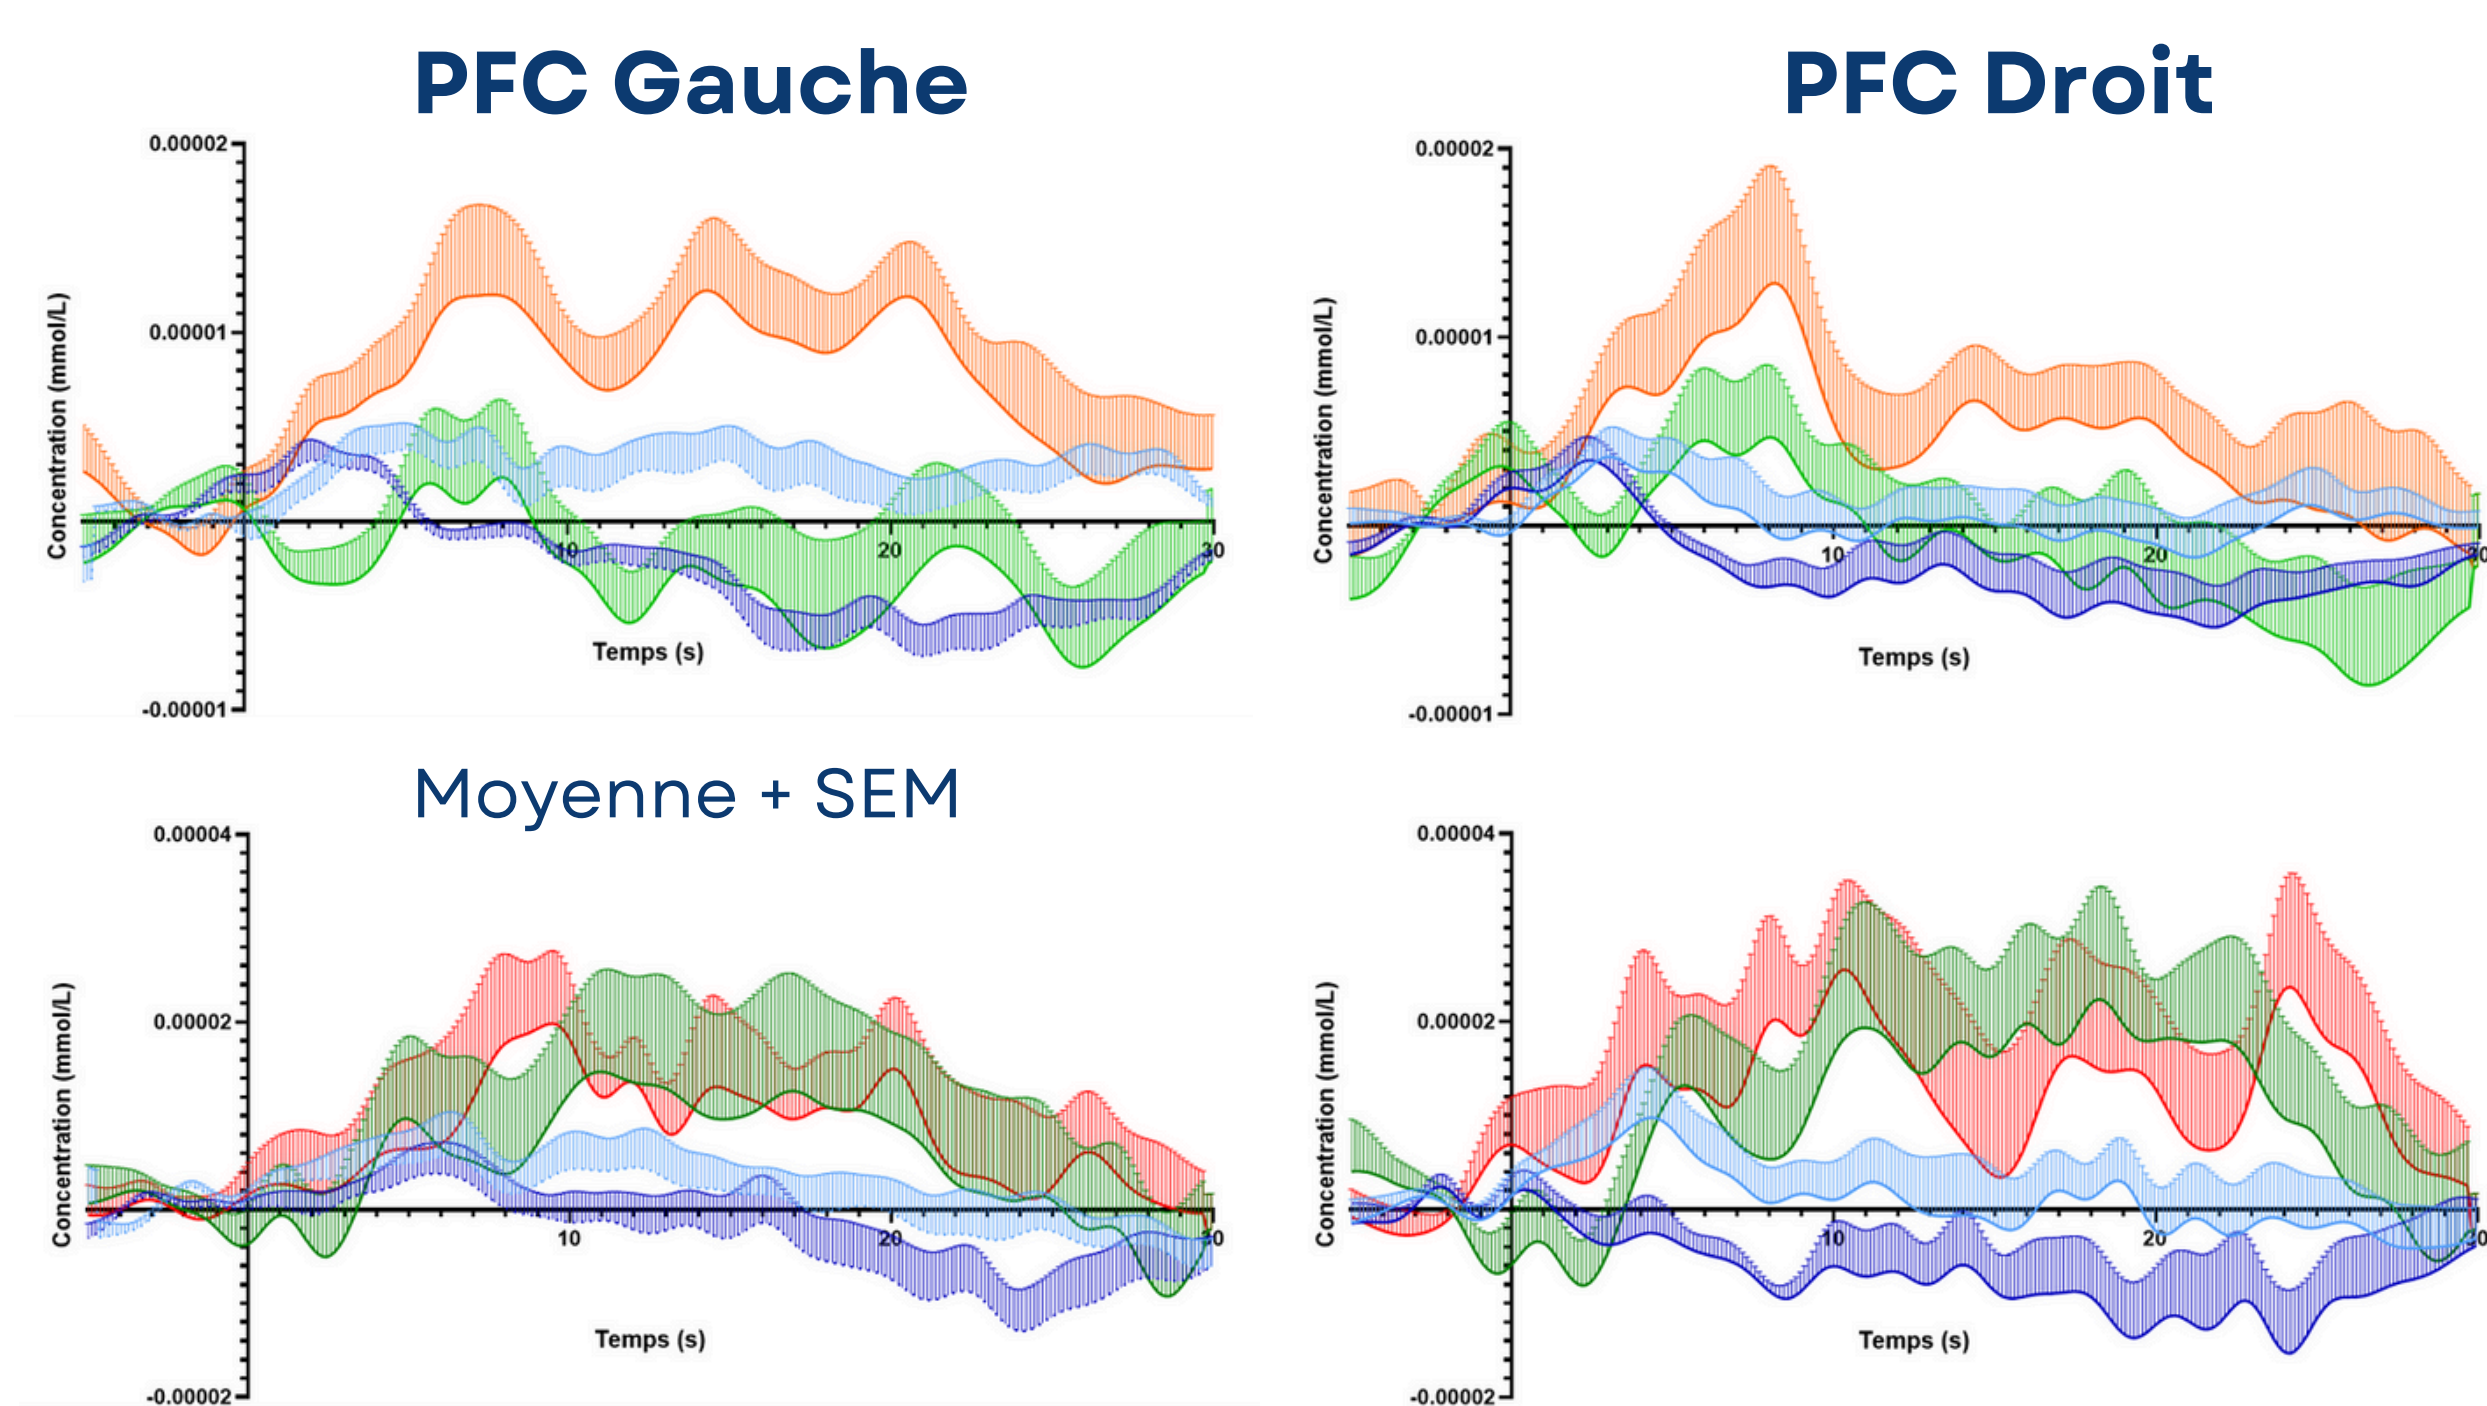 PFC Gauche
PFC Droit
0.00002
0.00001
-0.00001
Concentration (mmol/L)
10
20
30
Temps (s)
0.00002
0.00001
-0.00001
Concentration (mmol/L)
10
20
Temps (s)
Moyenne + SEM
0.00004
0.00002
-0.00002
Concentration (mmol/L)
10
20
30
Temps (s)
0.00004
0.00002
-0.00002
Concentration (mmol/L)
10
20
Temps (s)